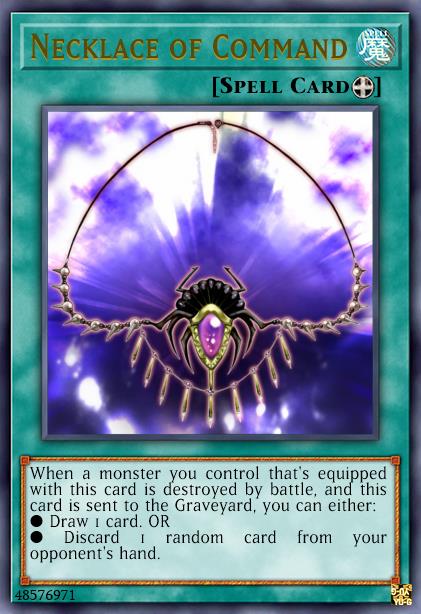 NECKLACE OF COMMAND
魔
[SPELL CARD]
When a monster you control that's equipped
with this card is destroyed by battle, and this
card is sent to the Graveyard, you can either:
● Draw 1 card. OR
● Discard 1 random card from your
opponent's hand.
48576971